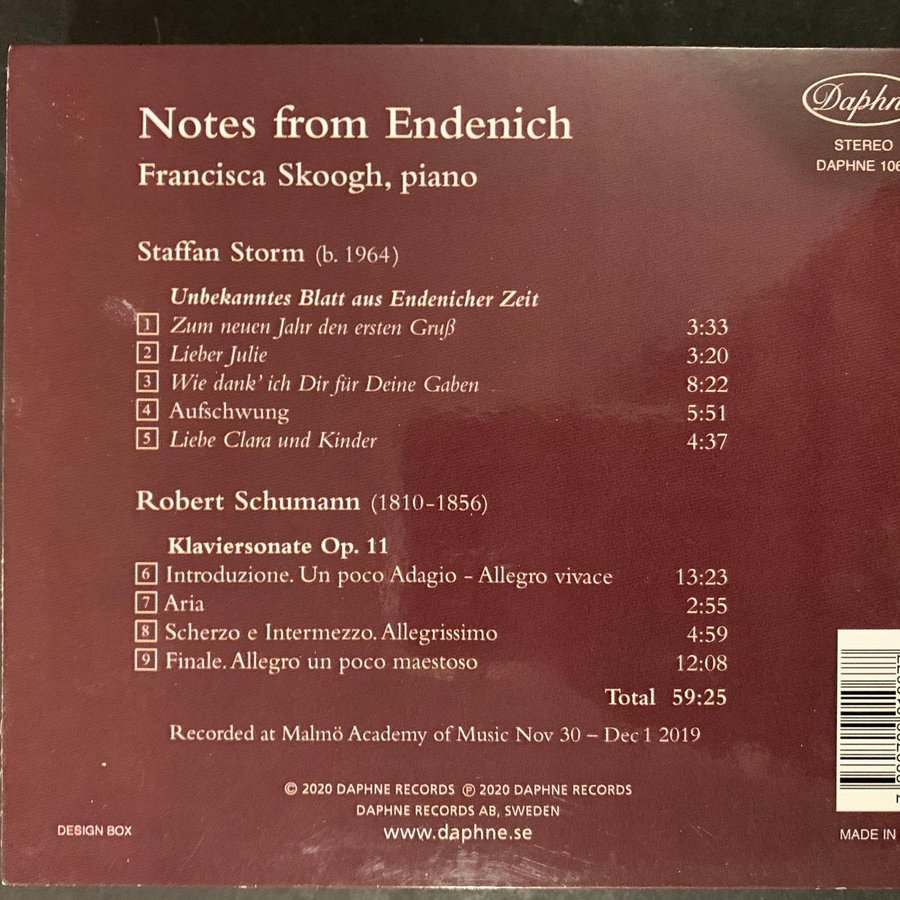 Notes from Endenich
Francisca Skoogh, piano
Daphn
STEREO
DAPHNE 106
Staffan Storm (b. 1964)
Unbekanntes Blatt aus Endenicher Zeit
1 Zum neuen Jahr den ersten Gruß 3:33
2 Lieber Julie 3:20
3 Wie dank' ich Dir für Deine Gaben 8:22
4 Aufschwung 5:51
5 Liebe Clara und Kinder 4:37
Robert Schumann (1810-1856)
Klaviersonate Op. 11
6 Introduzione. Un poco Adagio - Allegro vivace 13:23
7 Aria 2:55
8 Scherzo e Intermezzo. Allegrissimo 4:59
9 Finale. Allegro un poco maestoso 12:08
Total 59:25
Recorded at Malmö Academy of Music Nov 30 – Dec 1 2019
© 2020 DAPHNE RECORDS ℗ 2020 DAPHNE RECORDS
DAPHNE RECORDS AB, SWEDEN
www.daphne.se
DESIGN BOX
MADE IN